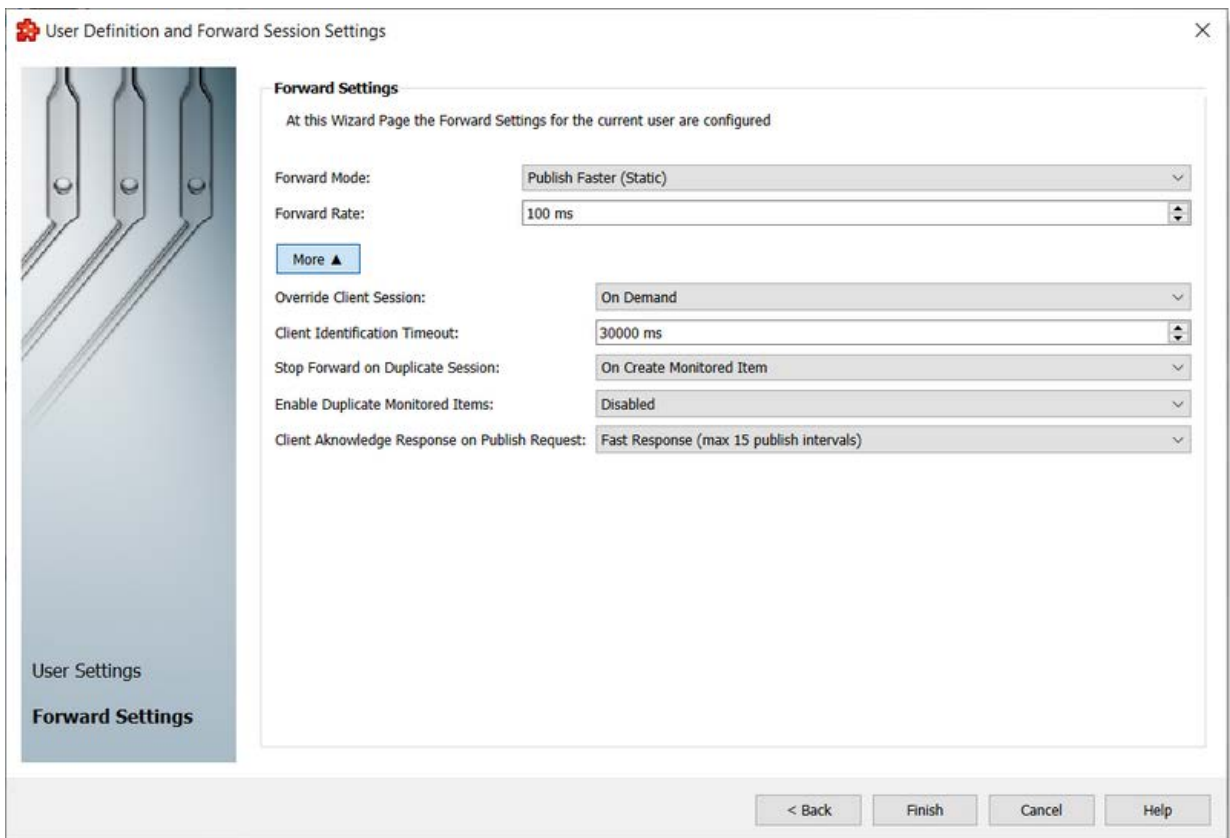 User Definition and Forward Session Settings
Forward Settings
At this Wizard Page the Forward Settings for the current user are configured
Forward Mode: Publish Faster (Static)
Forward Rate: 100 ms
More ▲
Override Client Session: On Demand
Client Identification Timeout: 30000 ms
Stop Forward on Duplicate Session: On Create Monitored Item
Enable Duplicate Monitored Items: Disabled
Client Aknowledge Response on Publish Request: Fast Response (max 15 publish intervals)
User Settings
Forward Settings
< Back Finish Cancel Help